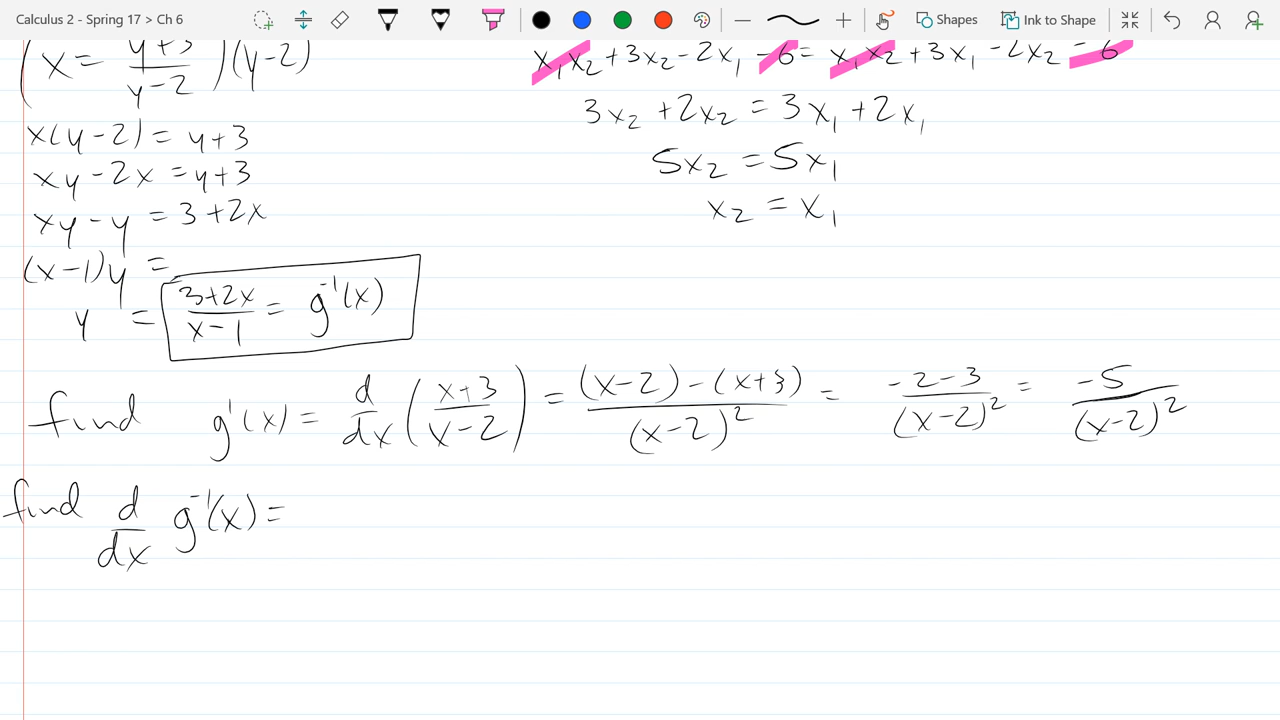 Calculus 2 - Spring 17 > Ch 6
Shapes
Ink to Shape
(x = (y+3)/(y-2))(y-2)
x(y-2) = y+3
xy-2x = y+3
xy-y = 3+2x
(x-1)y =
y = (3+2x)/(x-1) = g⁻¹(x)
x₁x₂+3x₂-2x₁-6 = x₁x₂+3x₁-2x₂-6
3x₂+2x₂ = 3x₁+2x₁
5x₂ = 5x₁
x₂ = x₁
find g'(x) = d/dx((x+3)/(x-2)) = ((x-2)-(x+3))/(x-2)² = (-2-3)/(x-2)² = -5/(x-2)²
find d/dx g⁻¹(x) =